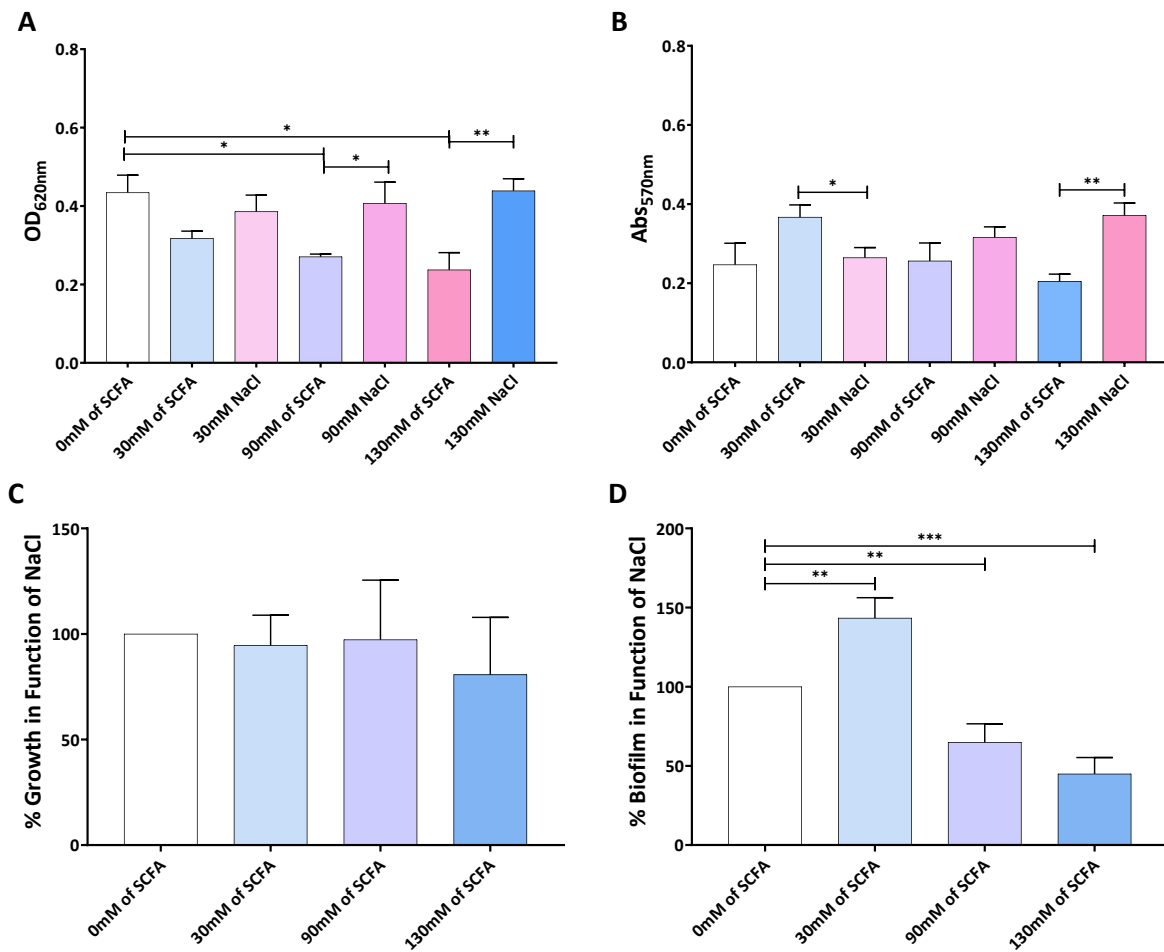 A
OD620nm
0.8
0.6
0.4
0.2
0.0
*
*
*
**
0mM of SCFA
30mM of SCFA
30mM NaCl
90mM of SCFA
90mM NaCl
130mM of SCFA
130mM NaCl
B
Abs570nm
0.8
0.6
0.4
0.2
0.0
*
**
0mM of SCFA
30mM of SCFA
30mM NaCl
90mM of SCFA
90mM NaCl
130mM of SCFA
130mM NaCl
C
% Growth in Function of NaCl
150
100
50
0
0mM of SCFA
30mM of SCFA
90mM of SCFA
130mM of SCFA
D
% Biofilm in Function of NaCl
200
150
100
50
0
***
**
**
0mM of SCFA
30mM of SCFA
90mM of SCFA
130mM of SCFA